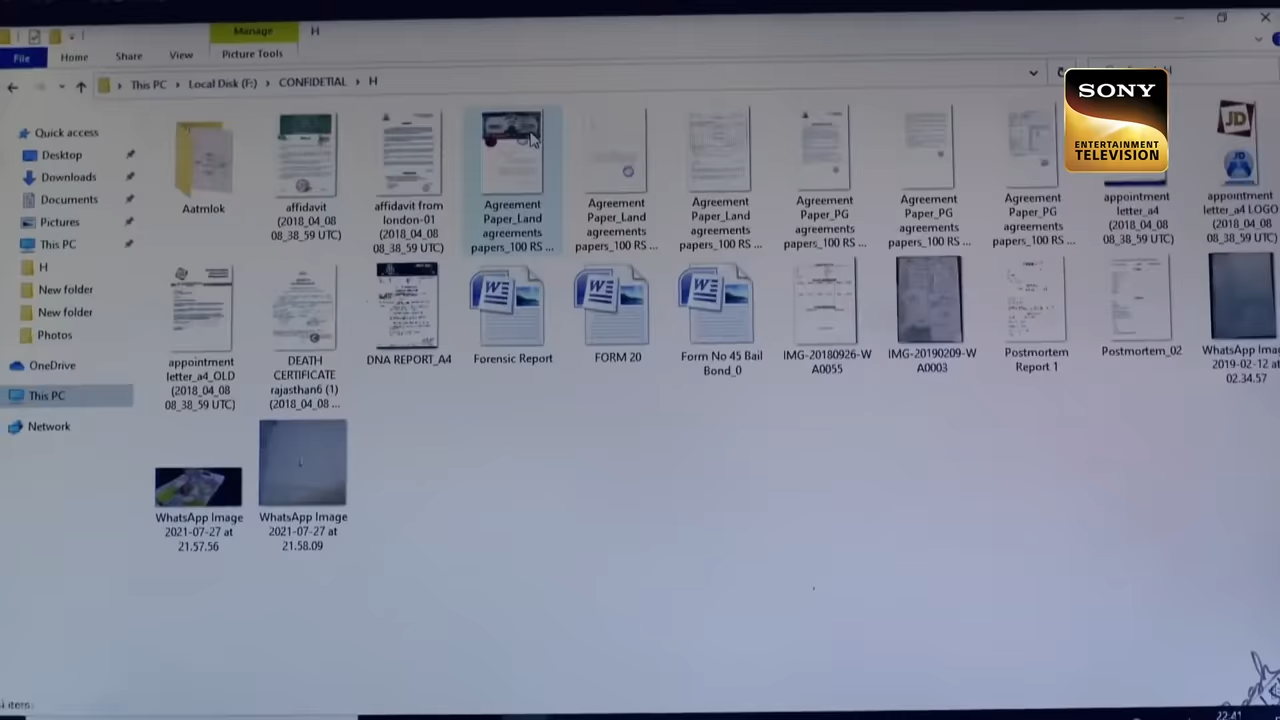 Manage
H
File
Home
Share
View
Picture Tools
This PC
Local Disk (F:)
CONFIDETIAL
H
SONY
ENTERTAINMENT
TELEVISION
Quick access
Desktop
Downloads
Documents
Pictures
This PC
H
New folder
New folder
Photos
OneDrive
This PC
Network
Aatmlok
affidavit
(2018_04_08
08_38_59 UTC)
affidavit from
london-01
(2018_04_08
08_38_59 UTC)
Agreement
Paper_Land
agreements
papers_100 RS ...
Agreement
Paper_Land
agreements
papers_100 RS ...
Agreement
Paper_Land
agreements
papers_100 RS ...
Agreement
Paper_PG
agreements
papers_100 RS ...
Agreement
Paper_PG
agreements
papers_100 RS ...
Agreement
Paper_PG
agreements
papers_100 RS ...
appointment
letter_a4
(2018_04_08
08_38_59 UTC)
JD
JD
appointment
letter_a4 LOGO
(2018_04_08
08_38_59 UTC)
appointment
letter_a4_OLD
(2018_04_08
08_38_59 UTC)
DEATH
CERTIFICATE
rajasthan6 (1)
(2018_04_08 ...
DNA REPORT_A4
W
Forensic Report
W
FORM 20
W
Form No 45 Bail
Bond_0
IMG-20180926-W
A0055
IMG-20190209-W
A0003
Postmortem
Report 1
Postmortem_02
WhatsApp Ima
2019-02-12 at
02.34.57
WhatsApp Image
2021-07-27 at
21.57.56
WhatsApp Image
2021-07-27 at
21.58.09
22:41